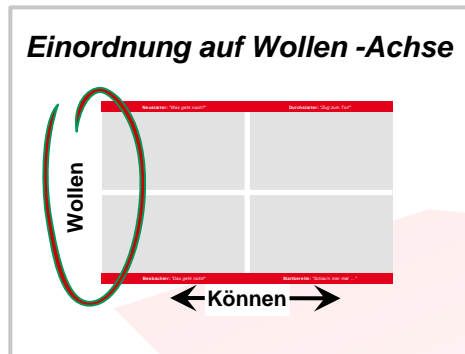 Einordnung auf Wollen -Achse
Neustarter: "Was geht noch?"
Durchstarter: "Zug zum Tor!"
Wollen
Beobachter: "Das geht nicht!"
Startbereite: "Schau'n mer mal ..."
Können